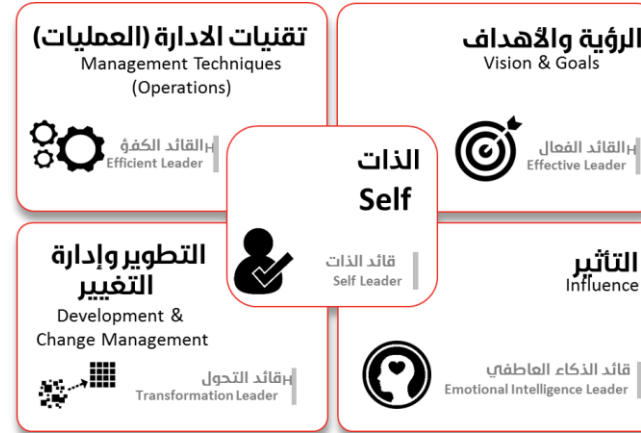 الرؤية والأهداف
Vision & Goals
القائد الفعال
Effective Leader
تقنيات الادارة (العمليات)
Management Techniques
(Operations)
القائد الكفؤ
Efficient Leader
الذات
Self
قائد الذات
Self Leader
التأثير
Influence
قائد الذكاء العاطفي
Emotional Intelligence Leader
التطوير وإدارة
التغيير
Development &
Change Management
قائد التحول
Transformation Leader